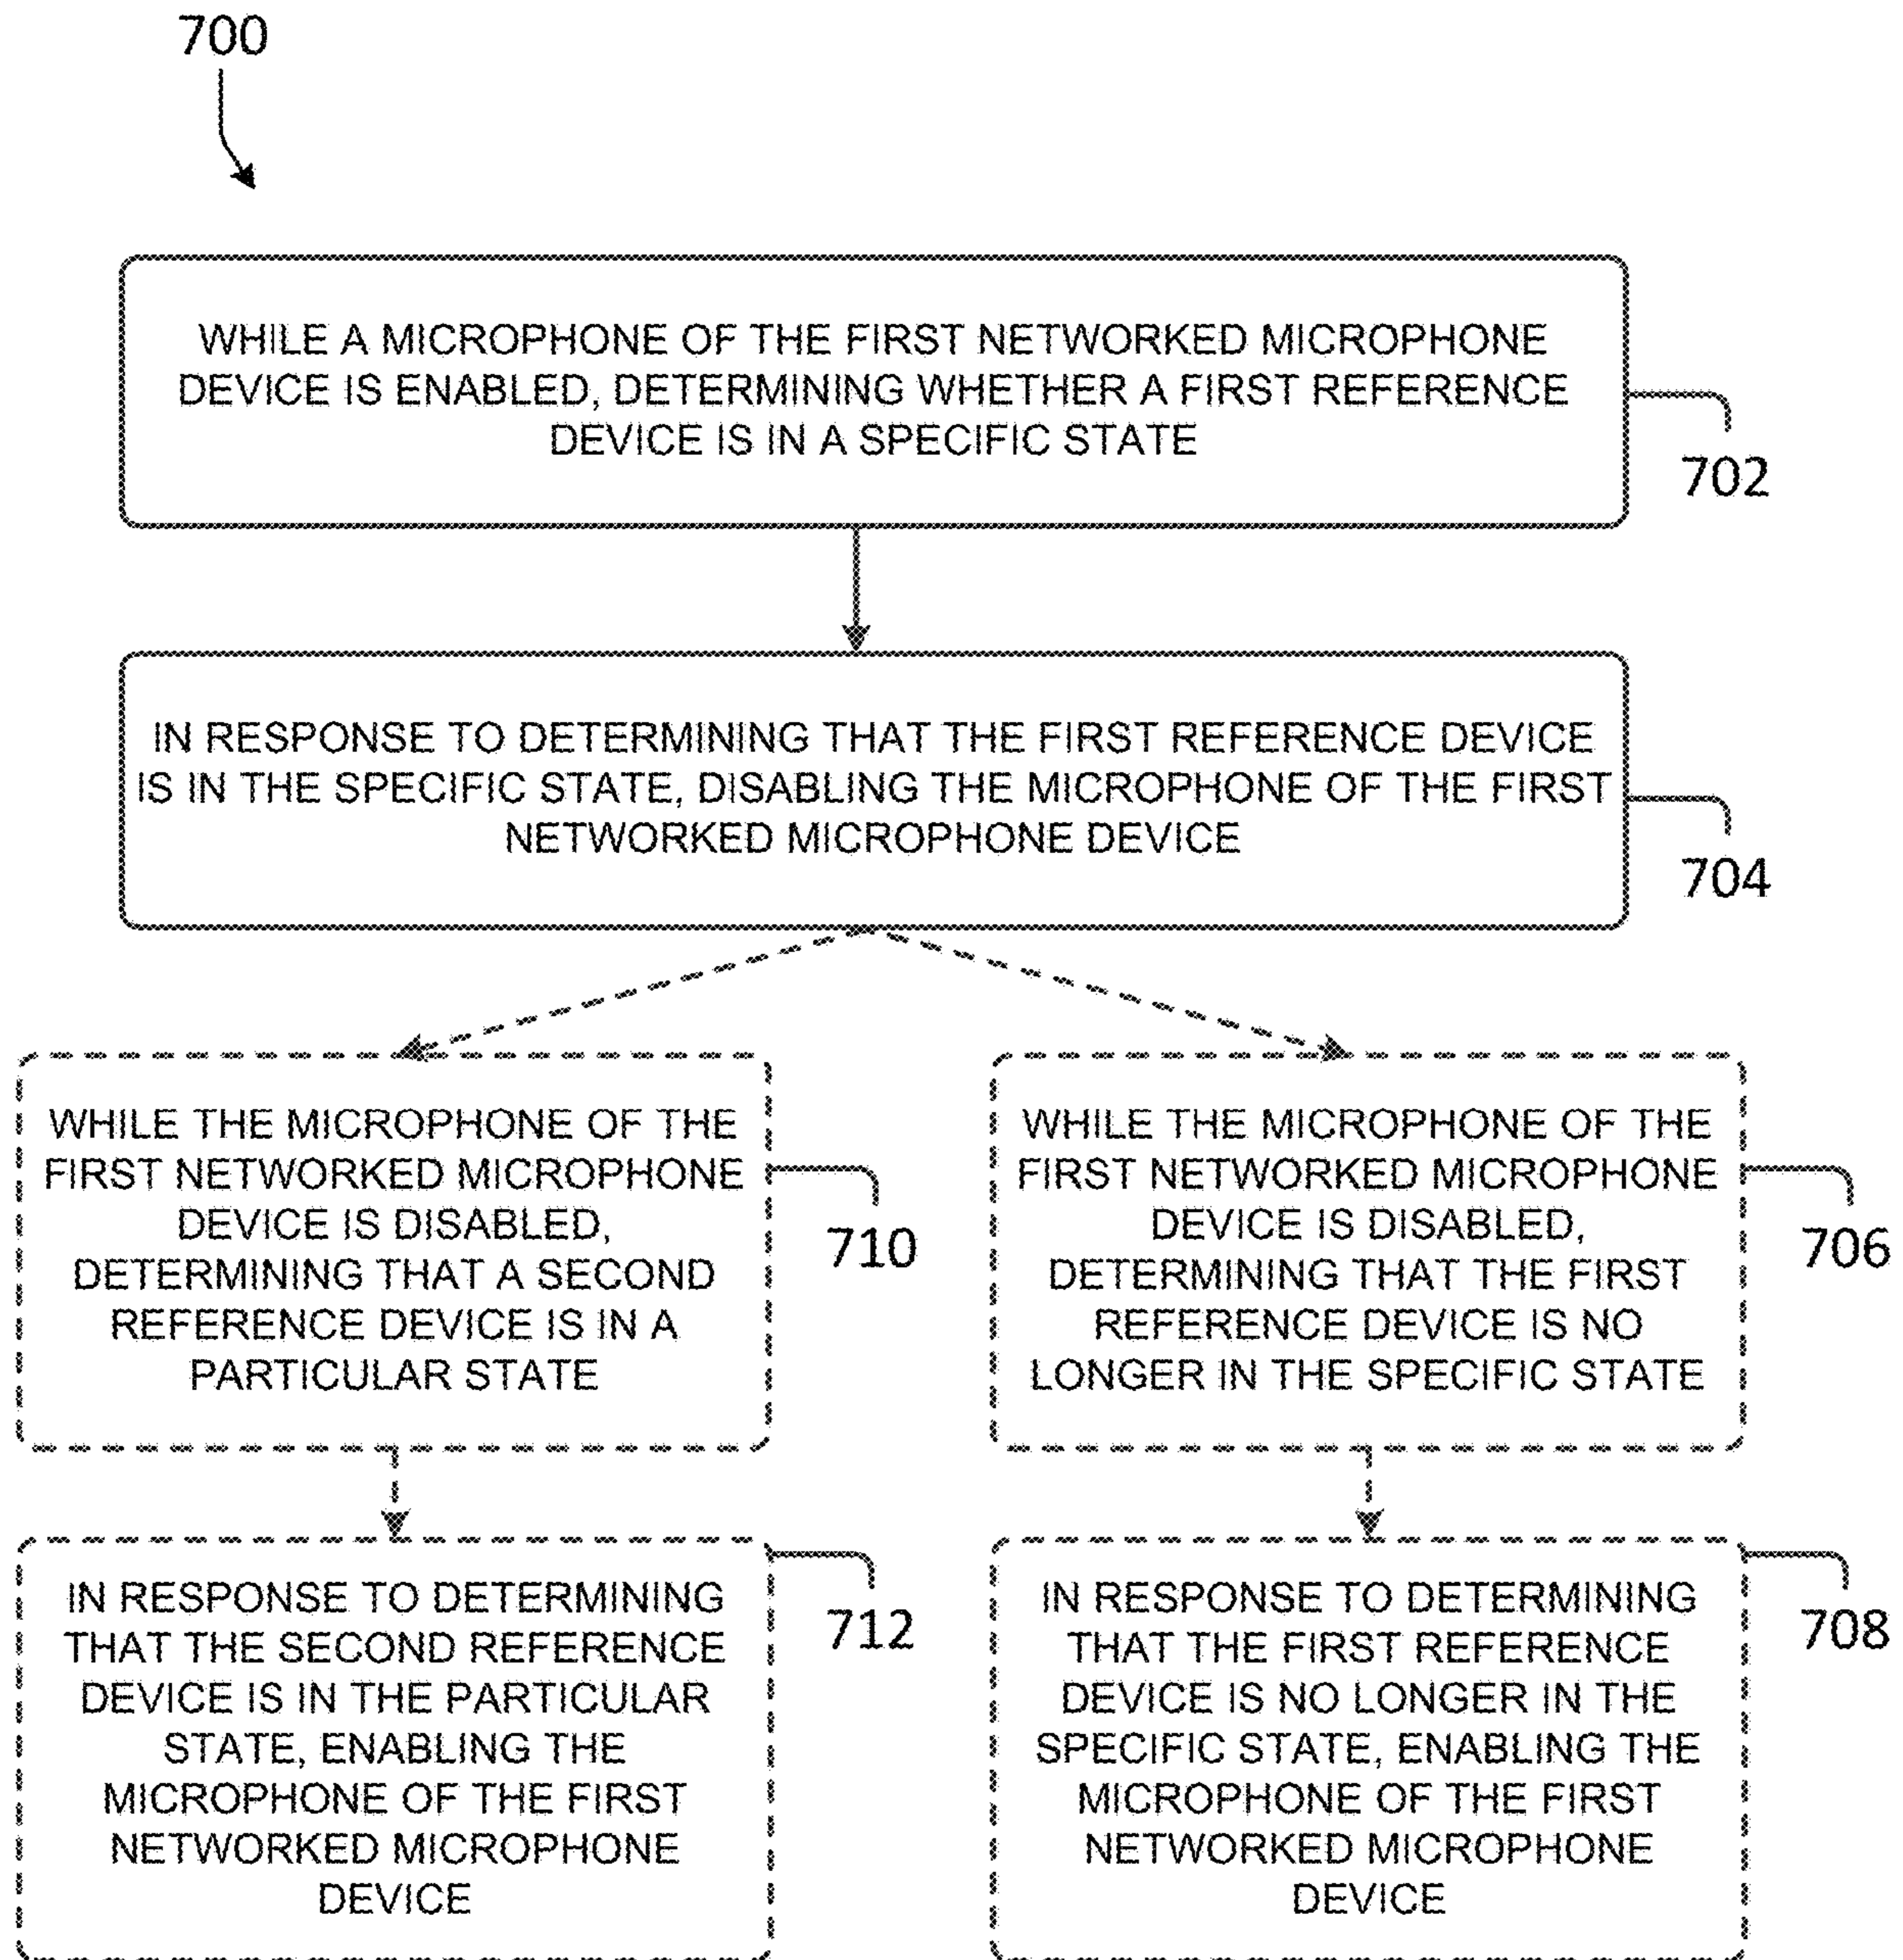 700
WHILE A MICROPHONE OF THE FIRST NETWORKED MICROPHONE
DEVICE IS ENABLED, DETERMINING WHETHER A FIRST REFERENCE
DEVICE IS IN A SPECIFIC STATE
702
IN RESPONSE TO DETERMINING THAT THE FIRST REFERENCE DEVICE
IS IN THE SPECIFIC STATE, DISABLING THE MICROPHONE OF THE FIRST
NETWORKED MICROPHONE DEVICE
704
WHILE THE MICROPHONE OF THE
FIRST NETWORKED MICROPHONE
DEVICE IS DISABLED,
DETERMINING THAT A SECOND
REFERENCE DEVICE IS IN A
PARTICULAR STATE
710
WHILE THE MICROPHONE OF THE
FIRST NETWORKED MICROPHONE
DEVICE IS DISABLED,
DETERMINING THAT THE FIRST
REFERENCE DEVICE IS NO
LONGER IN THE SPECIFIC STATE
706
IN RESPONSE TO DETERMINING
THAT THE SECOND REFERENCE
DEVICE IS IN THE PARTICULAR
STATE, ENABLING THE
MICROPHONE OF THE FIRST
NETWORKED MICROPHONE
DEVICE
712
IN RESPONSE TO DETERMINING
THAT THE FIRST REFERENCE
DEVICE IS NO LONGER IN THE
SPECIFIC STATE, ENABLING THE
MICROPHONE OF THE FIRST
NETWORKED MICROPHONE
DEVICE
708